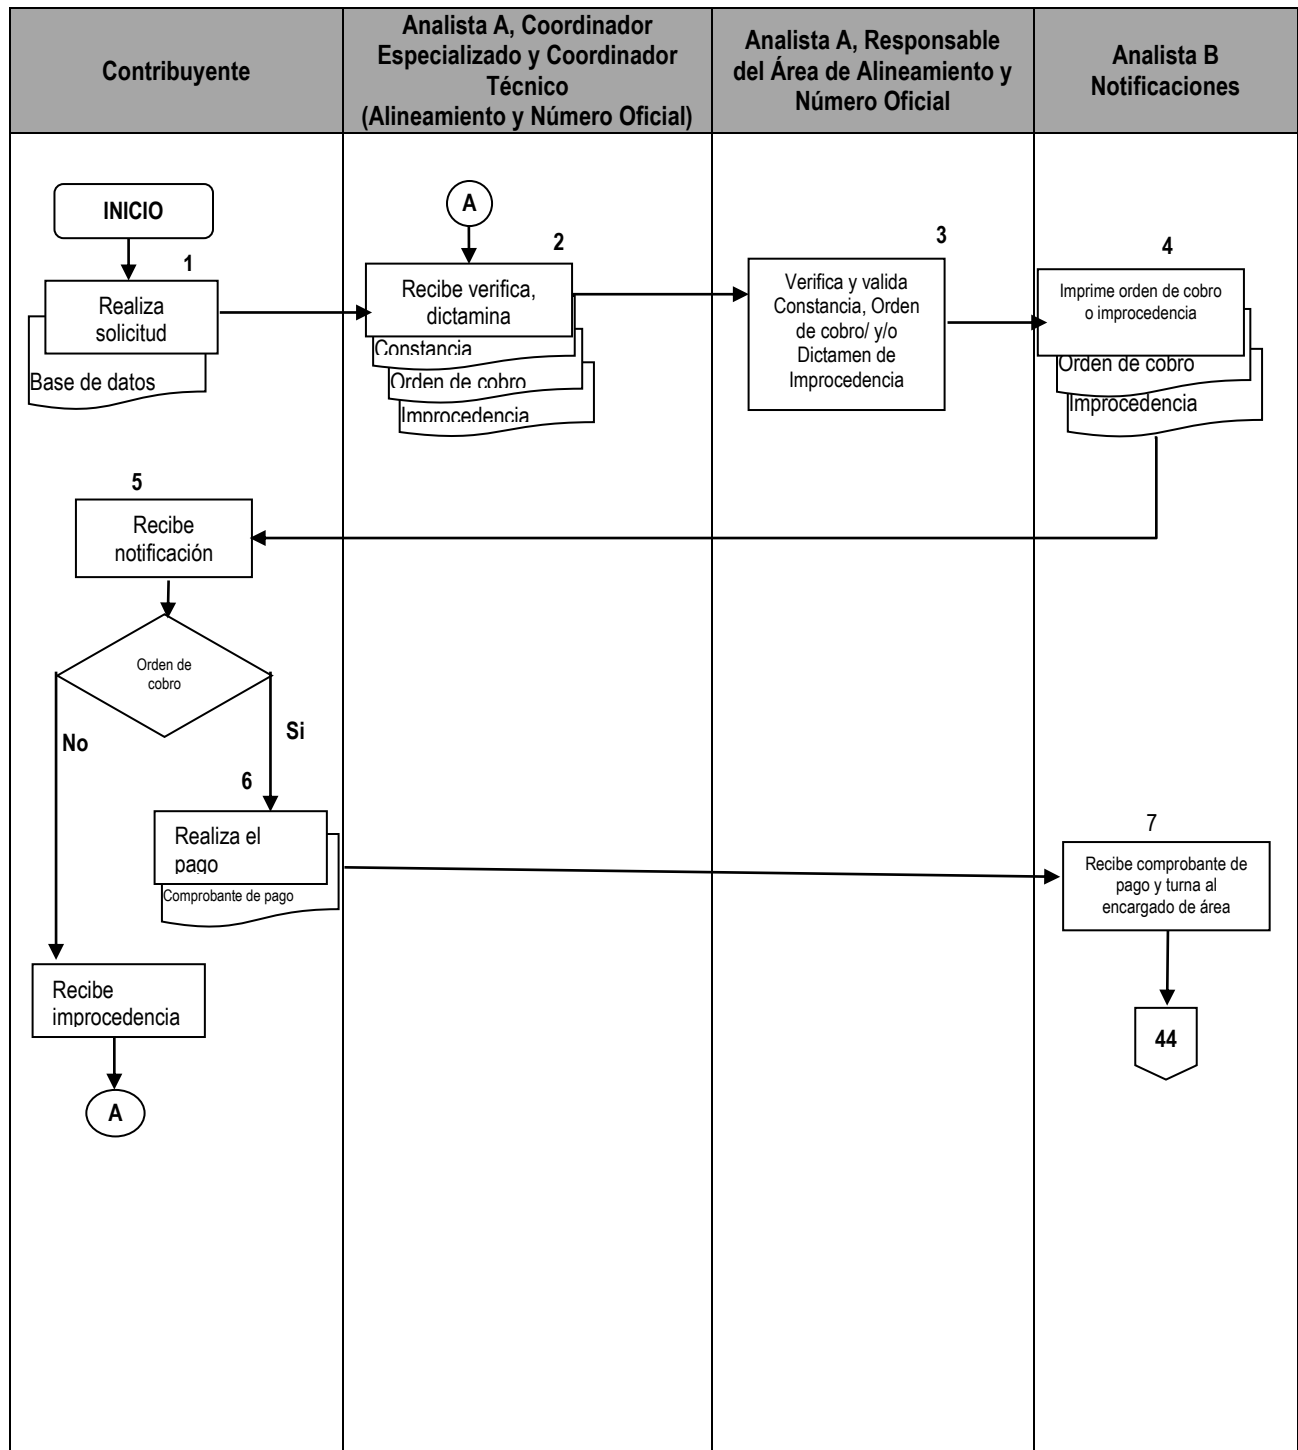 Contribuyente
Analista A, Coordinador
Especializado y Coordinador
Técnico
(Alineamiento y Número Oficial)
Analista A, Responsable
del Área de Alineamiento y
Número Oficial
Analista B
Notificaciones
INICIO
1
Realiza
solicitud
Base de datos
A
2
Recibe verifica,
dictamina
Constancia
Orden de cobro
Improcedencia
3
Verifica y valida
Constancia, Orden
de cobro/ y/o
Dictamen de
Improcedencia
4
Imprime orden de cobro
o improcedencia
Orden de cobro
Improcedencia
5
Recibe
notificación
Orden de
cobro
No
Si
6
Realiza el
pago
Comprobante de pago
7
Recibe comprobante de
pago y turna al
encargado de área
44
Recibe
improcedencia
A